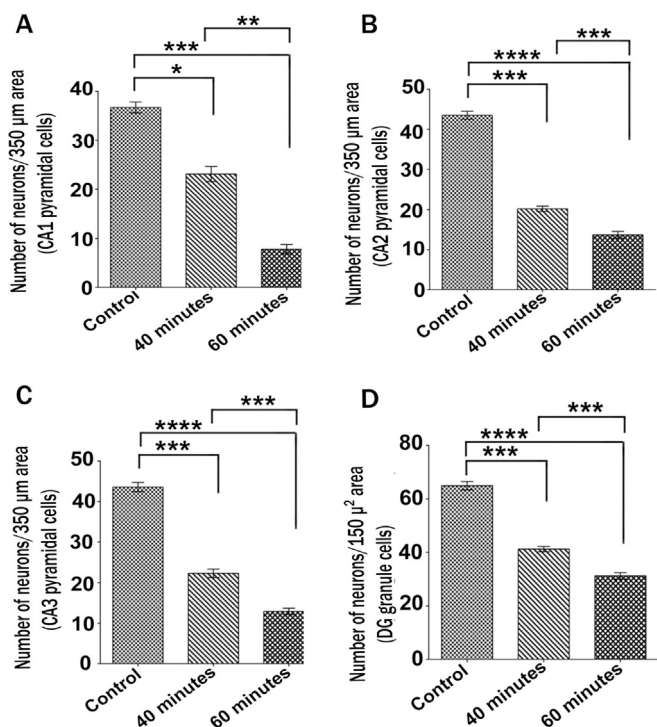 A
**
***
*
Number of neurons/350 μm area
(CA1 pyramidal cells)
40
30
20
10
0
Control
40 minutes
60 minutes
B
***
****
***
Number of neurons/350 μm area
(CA2 pyramidal cells)
50
40
30
20
10
0
Control
40 minutes
60 minutes
C
***
****
***
Number of neurons/350 μm area
(CA3 pyramidal cells)
50
40
30
20
10
0
Control
40 minutes
60 minutes
D
***
****
***
Number of neurons/150 μ² area
(DG granule cells)
80
60
40
20
0
Control
40 minutes
60 minutes